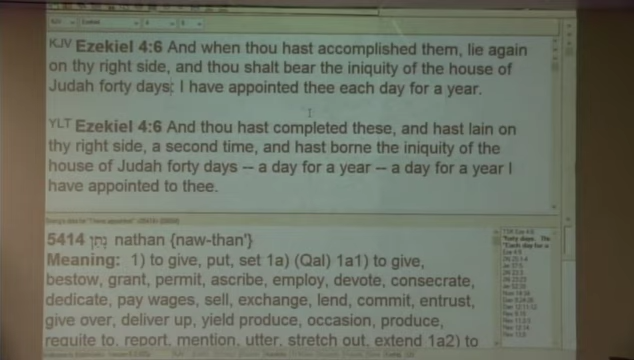 KJV Ezekiel 4:6 And when thou hast accomplished them, lie again
on thy right side, and thou shalt bear the iniquity of the house of
Judah forty days: I have appointed thee each day for a year.
YLT Ezekiel 4:6 And thou hast completed these, and hast lain on
thy right side, a second time, and hast borne the iniquity of the
house of Judah forty days -- a day for a year -- a day for a year I
have appointed to thee.
5414 נָתַן nathan {naw-than'}
Meaning: 1) to give, put, set 1a) (Qal) 1a1) to give,
bestow, grant, permit, ascribe, employ, devote, consecrate,
dedicate, pay wages, sell, exchange, lend, commit, entrust,
give over, deliver up, yield produce, occasion, produce,
requite to, report, mention, utter, stretch out, extend 1a2) to